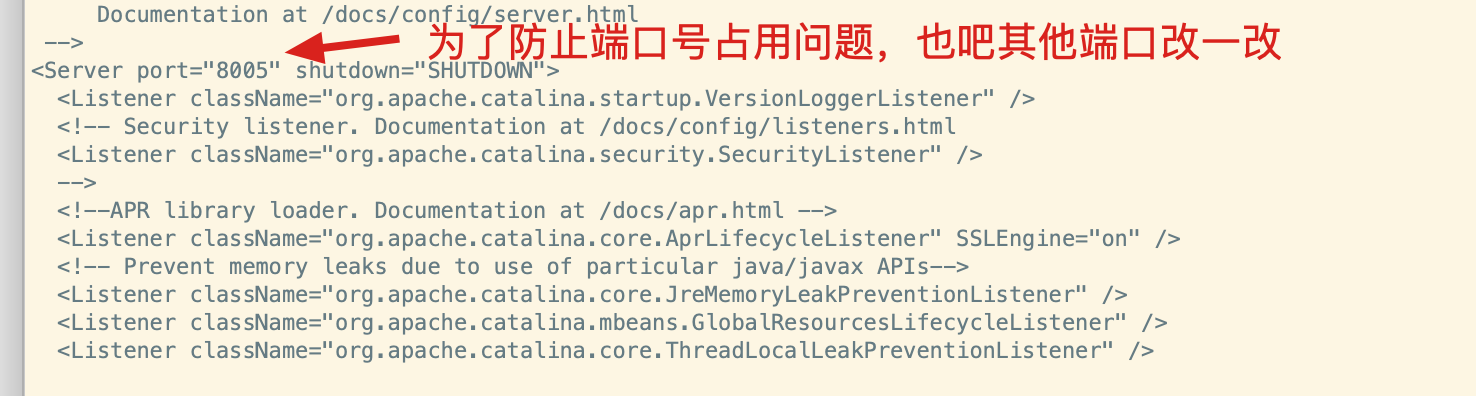 Documentation at /docs/config/server.html
-->
为了防止端口号占用问题，也吧其他端口改一改
<Server port="8005" shutdown="SHUTDOWN">
<Listener className="org.apache.catalina.startup.VersionLoggerListener" />
<!-- Security listener. Documentation at /docs/config/listeners.html
<Listener className="org.apache.catalina.security.SecurityListener" />
-->
<!--APR library loader. Documentation at /docs/apr.html -->
<Listener className="org.apache.catalina.core.AprLifecycleListener" SSLEngine="on" />
<!-- Prevent memory leaks due to use of particular java/javax APIs-->
<Listener className="org.apache.catalina.core.JreMemoryLeakPreventionListener" />
<Listener className="org.apache.catalina.mbeans.GlobalResourcesLifecycleListener" />
<Listener className="org.apache.catalina.core.ThreadLocalLeakPreventionListener" />